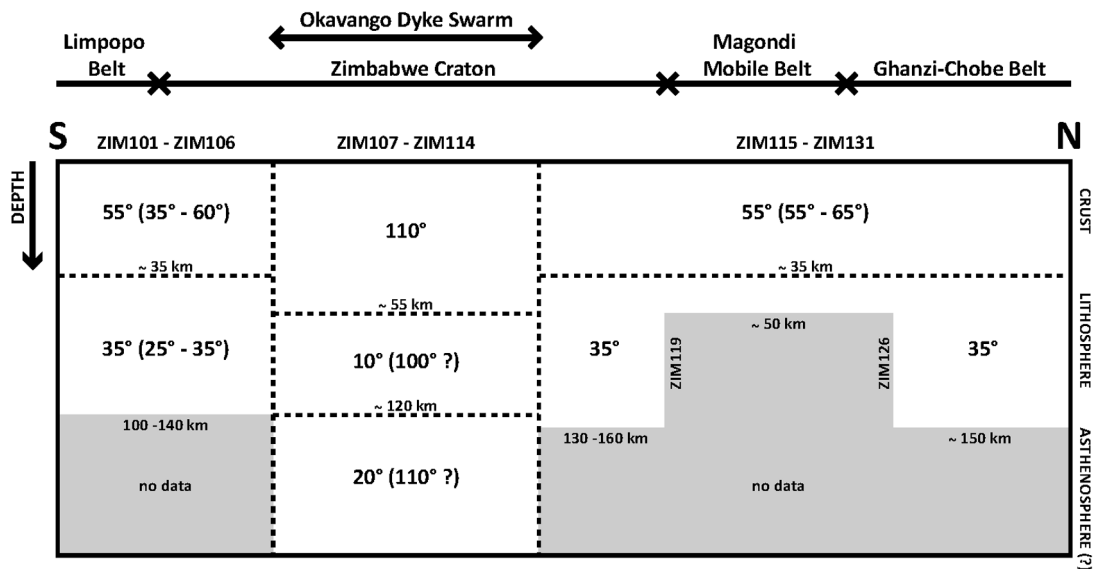 Okavango Dyke Swarm
Limpopo
Belt
Zimbabwe Craton
Magondi
Mobile Belt
Ghanzi-Chobe Belt
S
ZIM101 - ZIM106
ZIM107 - ZIM114
ZIM115 - ZIM131
N
DEPTH
55° (35° - 60°)
110°
55° (55° - 65°)
CRUST
~ 35 km
~ 35 km
~ 55 km
35° (25° - 35°)
10° (100° ?)
35°
ZIM119
~ 50 km
ZIM126
35°
LITHOSPHERE
~ 120 km
100 -140 km
130 -160 km
~ 150 km
no data
20° (110° ?)
no data
ASTHENOSPHERE (?)